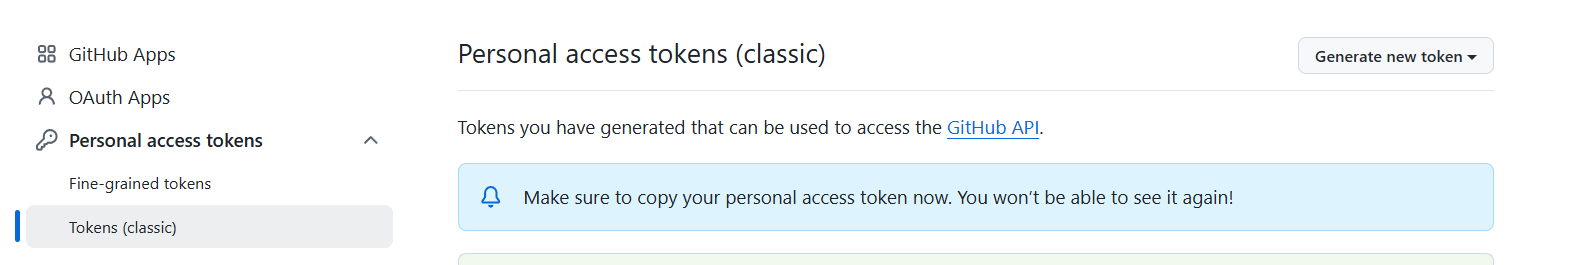 GitHub Apps
OAuth Apps
Personal access tokens
Fine-grained tokens
Tokens (classic)
Personal access tokens (classic)
Generate new token
Tokens you have generated that can be used to access the GitHub API.
Make sure to copy your personal access token now. You won’t be able to see it again!